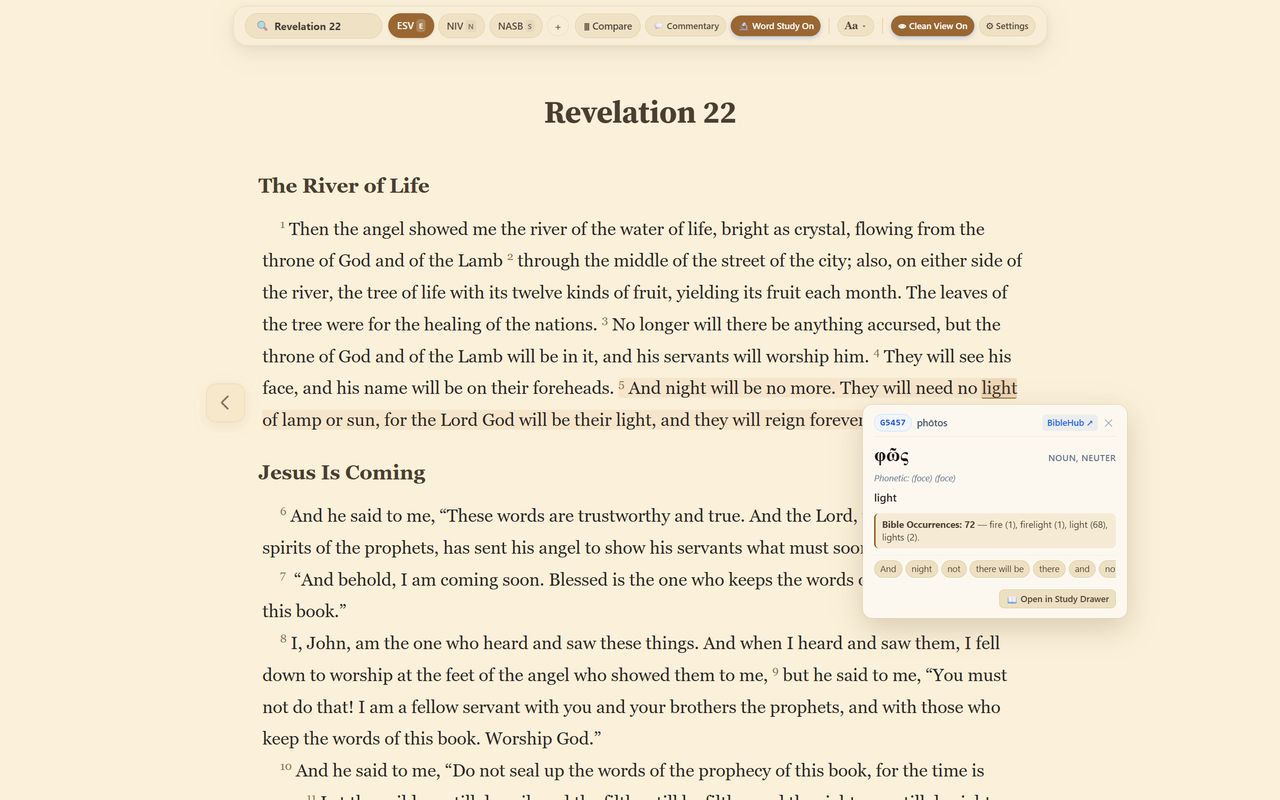 Revelation 22 ESV E NIV N NASB S + Compare Commentary Word Study On Aa Clean View On Settings
Revelation 22
The River of Life
1 Then the angel showed me the river of the water of life, bright as crystal, flowing from the
throne of God and of the Lamb 2 through the middle of the street of the city; also, on either side of
the river, the tree of life with its twelve kinds of fruit, yielding its fruit each month. The leaves of
the tree were for the healing of the nations. 3 No longer will there be anything accursed, but the
throne of God and of the Lamb will be in it, and his servants will worship him. 4 They will see his
face, and his name will be on their foreheads. 5 And night will be no more. They will need no light
of lamp or sun, for the Lord God will be their light, and they will reign forever
G5457 phōtos BibleHub ↗
φῶς NOUN, NEUTER
Phonetic: (foce) (foce)
light
Bible Occurrences: 72 — fire (1), firelight (1), light (68),
lights (2).
And night not there will be there and no
Open in Study Drawer
Jesus Is Coming
6 And he said to me, “These words are trustworthy and true. And the Lord,
spirits of the prophets, has sent his angel to show his servants what must soo
7 “And behold, I am coming soon. Blessed is the one who keeps the words
this book.”
8 I, John, am the one who heard and saw these things. And when I heard and saw them, I fell
down to worship at the feet of the angel who showed them to me, 9 but he said to me, “You must
not do that! I am a fellow servant with you and your brothers the prophets, and with those who
keep the words of this book. Worship God.”
10 And he said to me, “Do not seal up the words of the prophecy of this book, for the time is